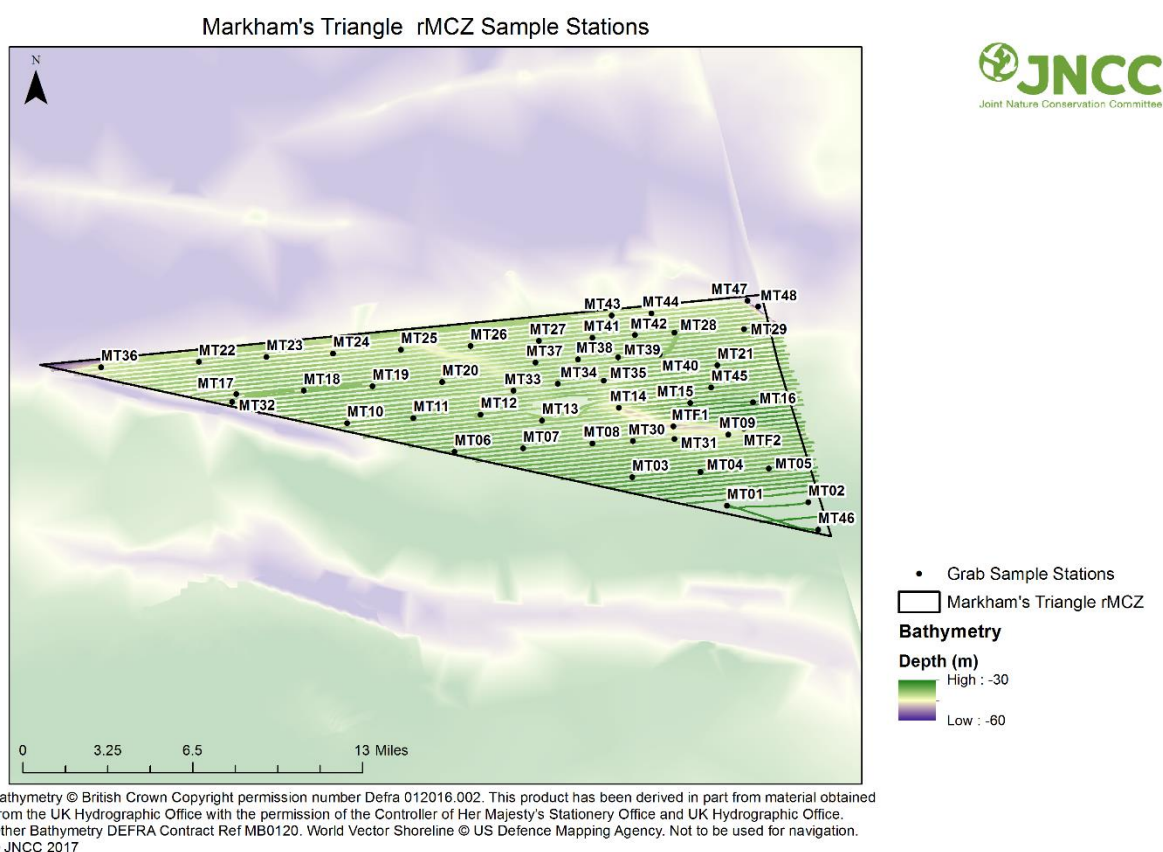 Markham's Triangle rMCZ Sample Stations
N
JNCC
Joint Nature Conservation Committee
MT47
MT48
MT43
MT44
MT41
MT42
MT28
MT29
MT27
MT26
MT25
MT24
MT23
MT22
MT36
MT38
MT39
MT37
MT40
MT21
MT45
MT17
MT18
MT19
MT20
MT33
MT34
MT35
MT15
MT16
MT32
MT10
MT11
MT12
MT13
MT14
MTF1
MT09
MTF2
MT06
MT07
MT08
MT30
MT31
MT03
MT04
MT05
MT01
MT02
MT46
Grab Sample Stations
Markham's Triangle rMCZ
Bathymetry
Depth (m)
High : -30
Low : -60
0 3.25 6.5 13 Miles
athymetry © British Crown Copyright permission number Defra 012016.002. This product has been derived in part from material obtained
rom the UK Hydrographic Office with the permission of the Controller of Her Majesty's Stationery Office and UK Hydrographic Office.
ther Bathymetry DEFRA Contract Ref MB0120. World Vector Shoreline © US Defence Mapping Agency. Not to be used for navigation.
JNCC 2017